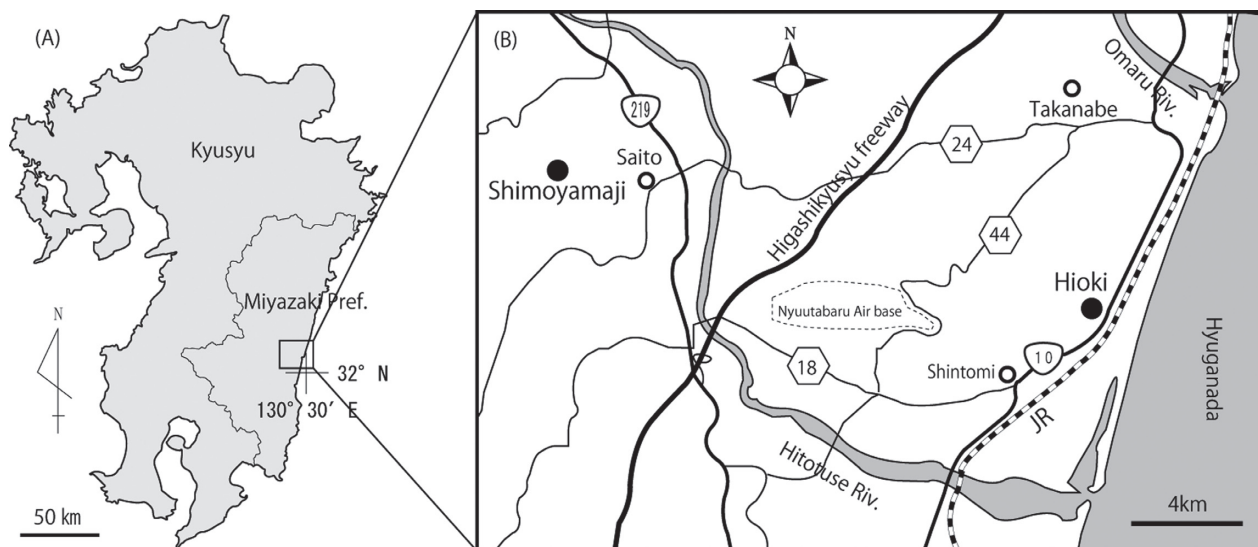 (A)
Kyusyu
Miyazaki Pref.
N
32° N
130° 30′ E
50 km
(B)
N
219
Saito
Shimoyamaji
Higashikyusyu freeway
24
Takanabe
Omaru Riv.
44
Hioki
Nyuutabaru Air base
18
Shintomi
10
JR
Hitotuse Riv.
Hyuganada
4km